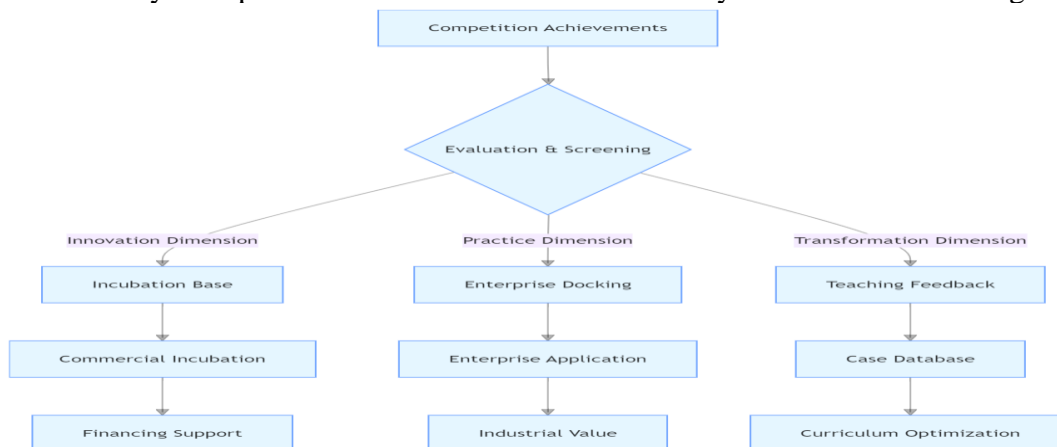 Competition Achievements
Evaluation & Screening
Innovation Dimension Practice Dimension Transformation Dimension
Incubation Base Enterprise Docking Teaching Feedback
Commercial Incubation Enterprise Application Case Database
Financing Support Industrial Value Curriculum Optimization